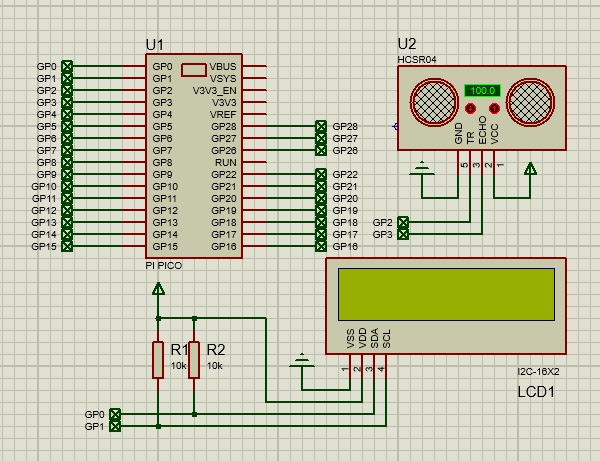 U1
GP0 GP0 VBUS
GP1 GP1 VSYS
GP2 GP2 V3V3_EN
GP3 GP3 V3V3
GP4 GP4 VREF
GP5 GP5 GP28 GP28
GP6 GP6 GP27 GP27
GP7 GP7 GP26 GP26
GP8 GP8 RUN
GP9 GP9 GP22 GP22
GP10 GP10 GP21 GP21
GP11 GP11 GP20 GP20
GP12 GP12 GP19 GP19
GP13 GP13 GP18 GP18
GP14 GP14 GP17 GP17
GP15 GP15 GP16 GP16
PI PICO
U2
HCSR04
100.0
GND TR ECHO VCC
5 4 3 2 1
GP2
GP3
VSS VDD SDA SCL
1 2 3 4
I2C-16X2
LCD1
R1 R2
10k 10k
GP0
GP1